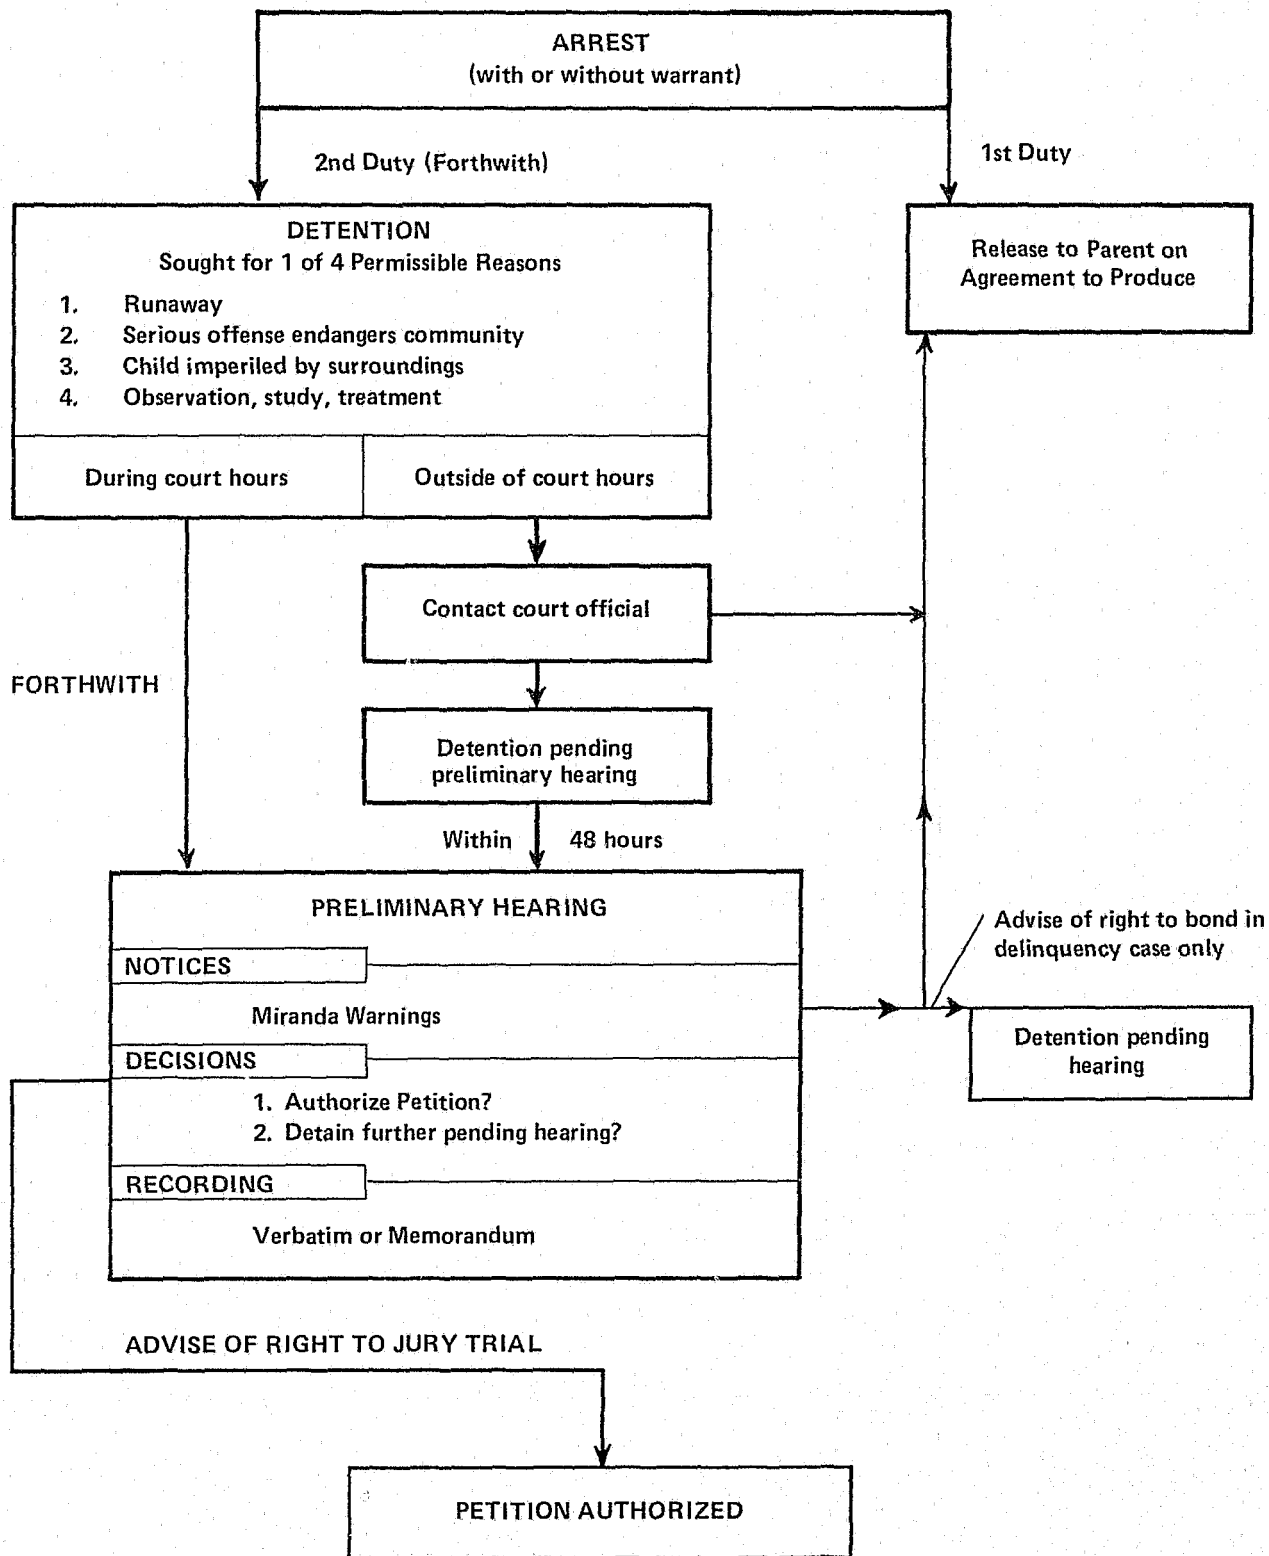 ARREST
(with or without warrant)
2nd Duty (Forthwith)
1st Duty
DETENTION
Sought for 1 of 4 Permissible Reasons
1. Runaway
2. Serious offense endangers community
3. Child imperiled by surroundings
4. Observation, study, treatment
During court hours
Outside of court hours
Release to Parent on
Agreement to Produce
Contact court official
FORTHWITH
Detention pending
preliminary hearing
Within 48 hours
PRELIMINARY HEARING
NOTICES
Miranda Warnings
DECISIONS
1. Authorize Petition?
2. Detain further pending hearing?
RECORDING
Verbatim or Memorandum
Advise of right to bond in
delinquency case only
Detention pending
hearing
ADVISE OF RIGHT TO JURY TRIAL
PETITION AUTHORIZED